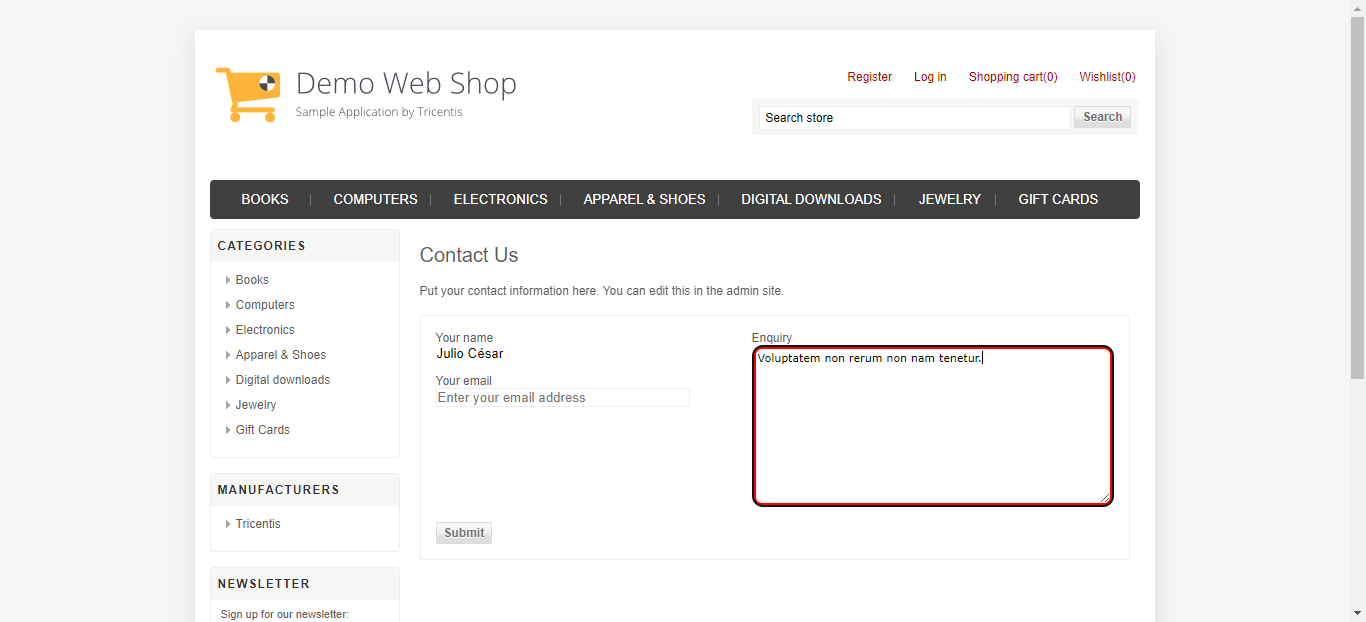 Demo Web Shop
Sample Application by Tricentis
Register Log in Shopping cart(0) Wishlist(0)
Search store Search
BOOKS COMPUTERS ELECTRONICS APPAREL & SHOES DIGITAL DOWNLOADS JEWELRY GIFT CARDS
CATEGORIES
Books
Computers
Electronics
Apparel & Shoes
Digital downloads
Jewelry
Gift Cards
MANUFACTURERS
Tricentis
NEWSLETTER
Sign up for our newsletter:
Contact Us
Put your contact information here. You can edit this in the admin site.
Your name
Julio César
Your email
Enter your email address
Enquiry
Voluptatem non rerum non nam tenetur.
Submit